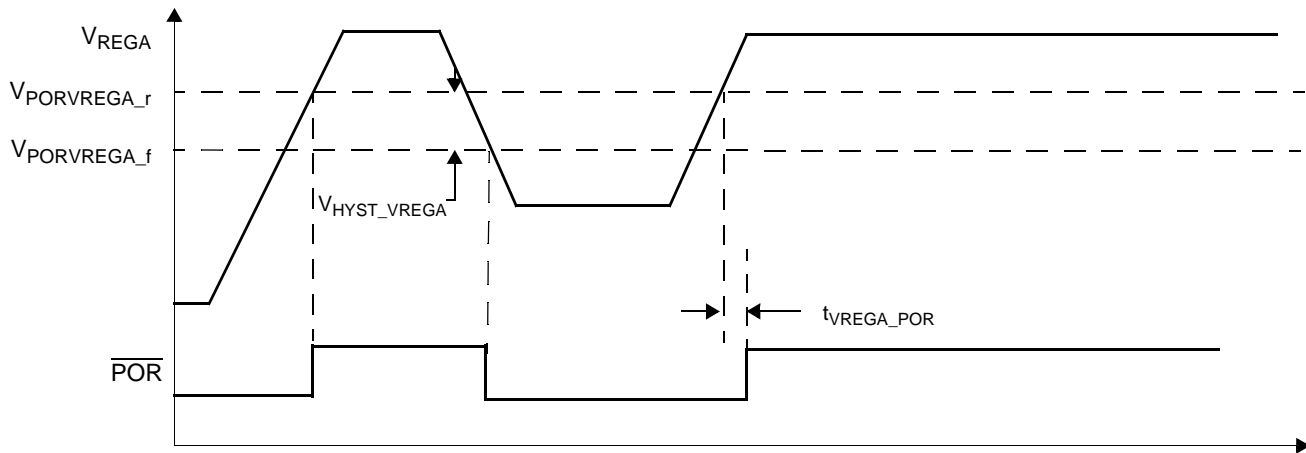 VREGA
VPORVREGA_r
VPORVREGA_f
VHYST_VREGA
tVREGA_POR
POR